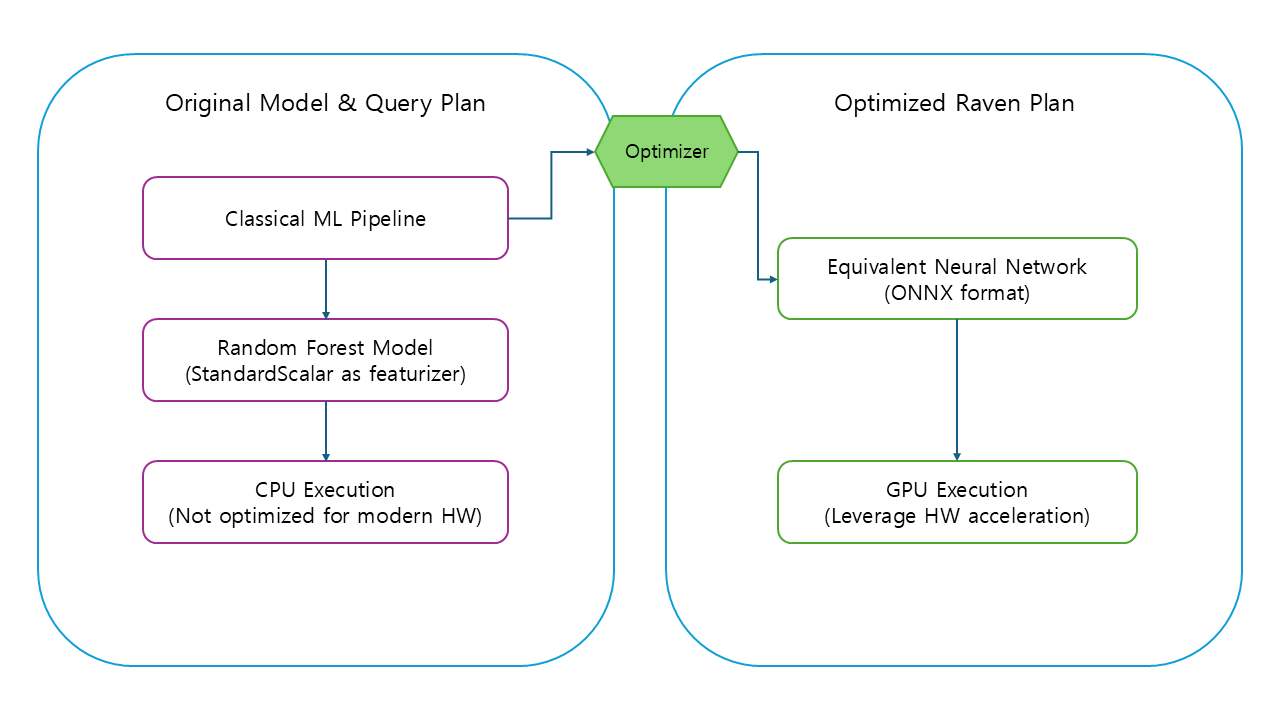 Original Model & Query Plan
Classical ML Pipeline
Random Forest Model
(StandardScalar as featurizer)
CPU Execution
(Not optimized for modern HW)
Optimizer
Optimized Raven Plan
Equivalent Neural Network
(ONNX format)
GPU Execution
(Leverage HW acceleration)